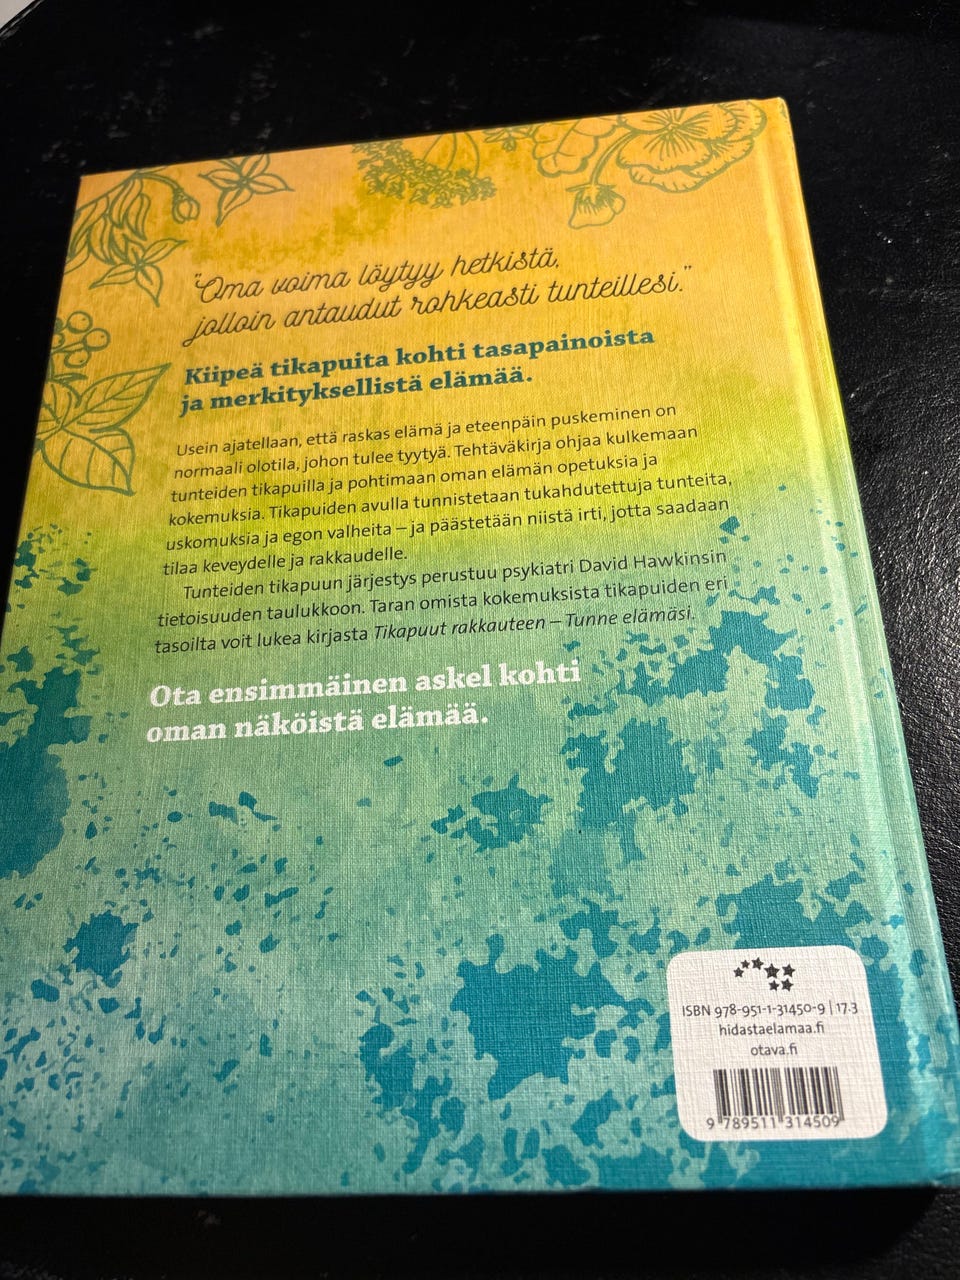 "Oma voima löytyy hetkistä,
jolloin antaudut rohkeasti tunteillesi."
Kiipeä tikapuita kohti tasapainoista
ja merkityksellistä elämää.
Usein ajatellaan, että raskas elämä ja eteenpäin puskeminen on
normaali olotila, johon tulee tyytyä. Tehtäväkirja ohjaa kulkemaan
tunteiden tikapuilla ja pohtimaan oman elämän opetuksia ja
kokemuksia. Tikapuiden avulla tunnistetaan tukahdutettuja tunteita,
uskomuksia ja egon valheita – ja päästetään niistä irti, jotta saadaan
tilaa keveydelle ja rakkaudelle.
Tunteiden tikapuun järjestys perustuu psykiatri David Hawkinsin
tietoisuuden taulukkoon. Taran omista kokemuksista tikapuiden eri
tasoilta voit lukea kirjasta Tikapuut rakkauteen – Tunne elämäsi.
Ota ensimmäinen askel kohti
oman näköistä elämää.
ISBN 978-951-1-31450-9 | 17.3
hidastaelamaa.fi
otava.fi
9 789511 314509